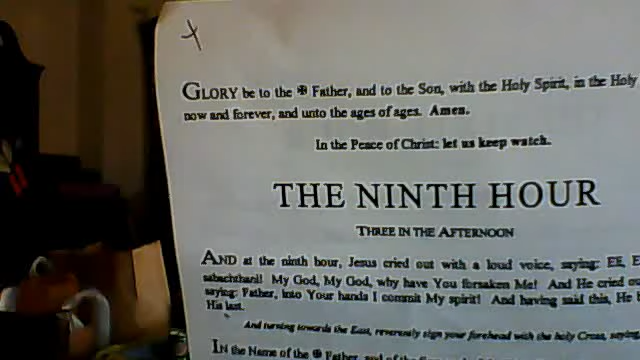 GLORY be to the ✠ Father, and to the Son, with the Holy Spirit, in the Holy
now and forever, and unto the ages of ages. Amen.
In the Peace of Christ: let us keep watch.
THE NINTH HOUR
THREE IN THE AFTERNOON
AND at the ninth hour, Jesus cried out with a loud voice, saying: Eli, E
sabachthani! My God, My God, why have You forsaken Me! And He cried ou
saying: Father, into Your hands I commit My spirit! And having said this, He b
His last.
And turning towards the East, reverently sign your forehead with the holy Cross, saying
IN the Name of the ✠ Father, and of the